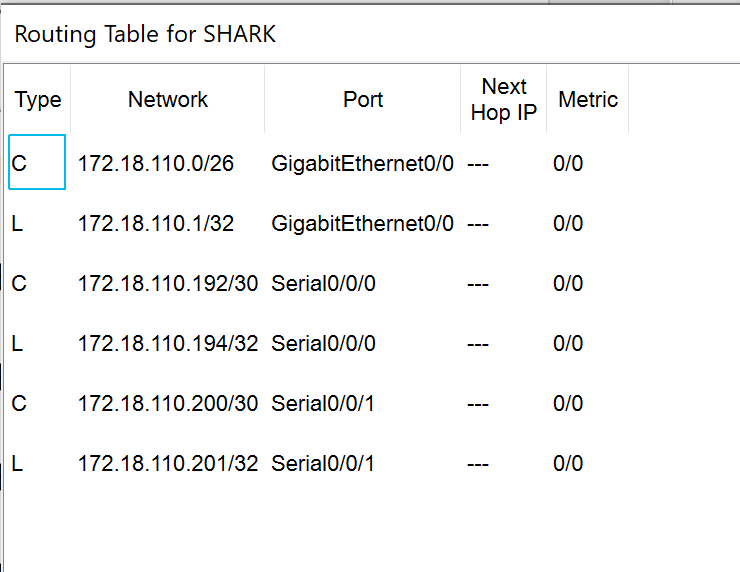 Routing Table for SHARK
Type Network Port Next Hop IP Metric
C 172.18.110.0/26 GigabitEthernet0/0 --- 0/0
L 172.18.110.1/32 GigabitEthernet0/0 --- 0/0
C 172.18.110.192/30 Serial0/0/0 --- 0/0
L 172.18.110.194/32 Serial0/0/0 --- 0/0
C 172.18.110.200/30 Serial0/0/1 --- 0/0
L 172.18.110.201/32 Serial0/0/1 --- 0/0